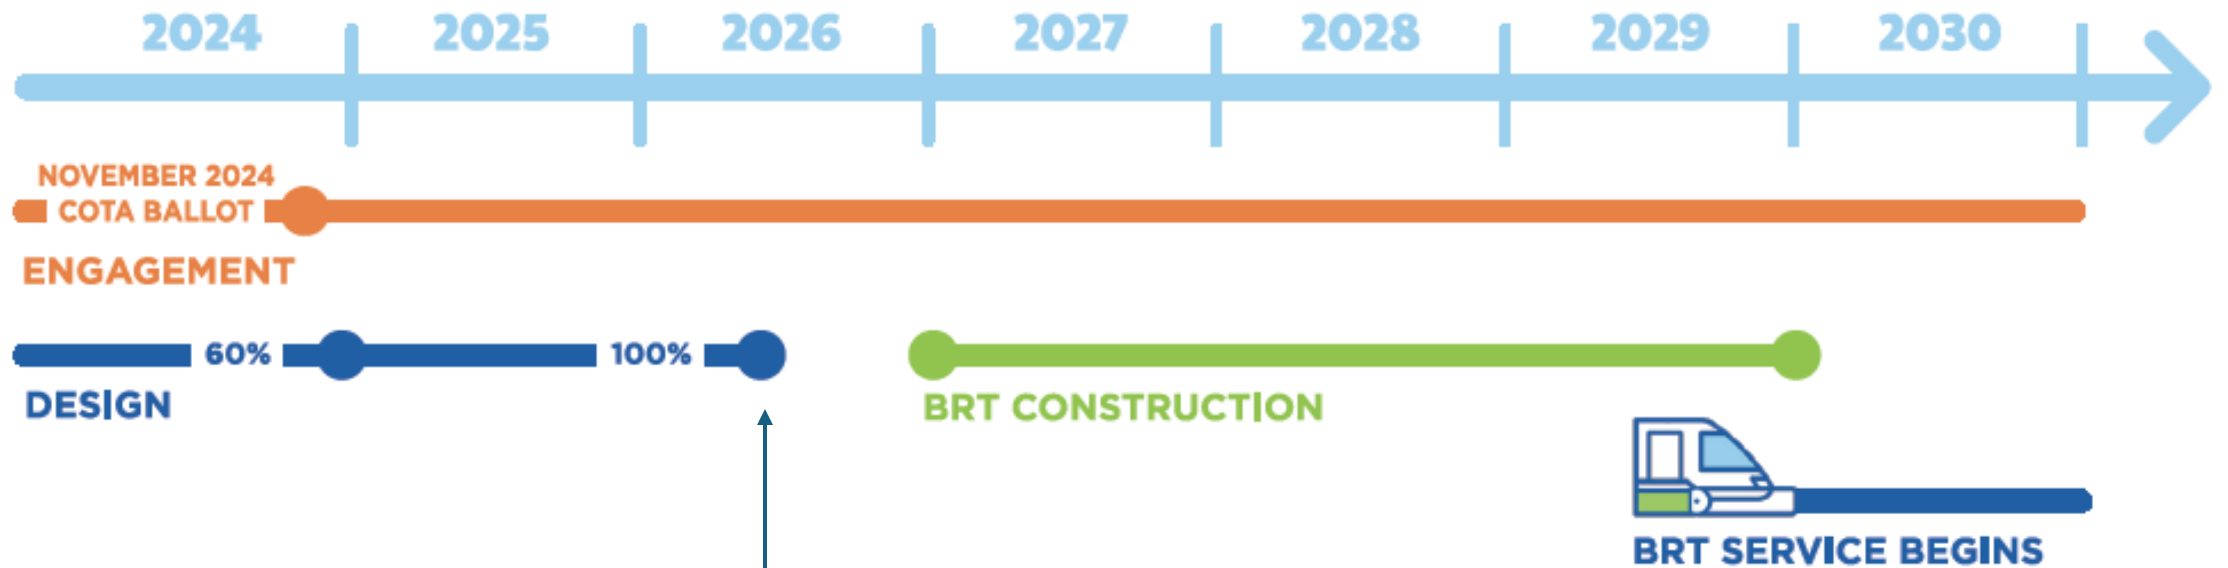 2024 2025 2026 2027 2028 2029 2030
NOVEMBER 2024
COTA BALLOT
ENGAGEMENT
60% 100%
DESIGN
BRT CONSTRUCTION
BRT SERVICE BEGINS